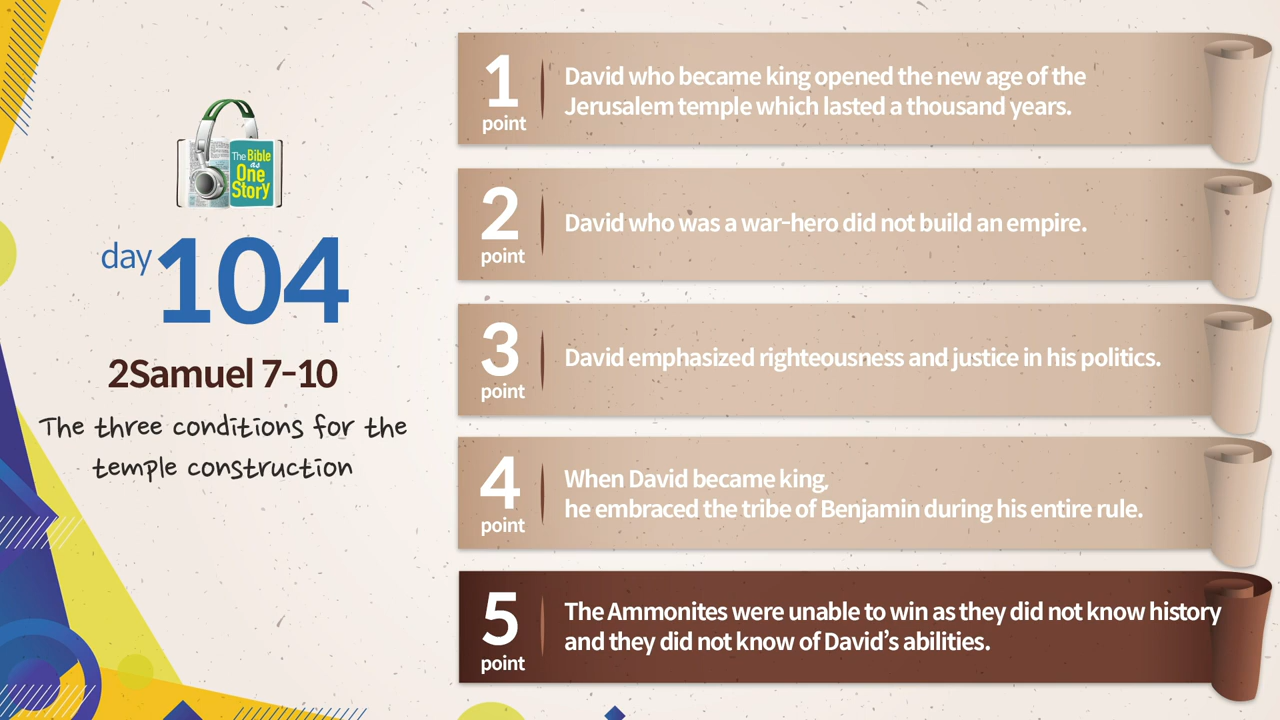 The Bible
as
One
Story
day 104
2Samuel 7-10
The three conditions for the
temple construction
1
point
David who became king opened the new age of the
Jerusalem temple which lasted a thousand years.
2
point
David who was a war-hero did not build an empire.
3
point
David emphasized righteousness and justice in his politics.
4
point
When David became king,
he embraced the tribe of Benjamin during his entire rule.
5
point
The Ammonites were unable to win as they did not know history
and they did not know of David's abilities.